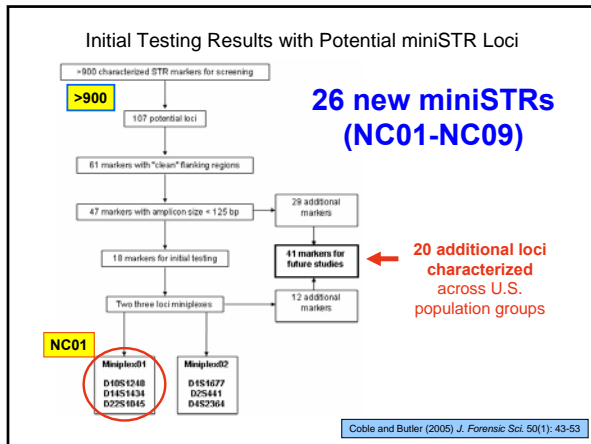 Initial Testing Results with Potential miniSTR Loci
>900 characterized STR markers for screening
>900
107 potential loci
26 new miniSTRs
(NC01-NC09)
61 markers with "clean" flanking regions
47 markers with amplicon size < 125 bp
29 additional
markers
18 markers for initial testing
41 markers for
future studies
20 additional loci
characterized
across U.S.
population groups
Two three loci miniplexes
12 additional
markers
NC01
Miniplex01
D10S1248
D14S1434
D22S1045
Miniplex02
D1S1677
D2S441
D4S2364
Coble and Butler (2005) J. Forensic Sci. 50(1): 43-53